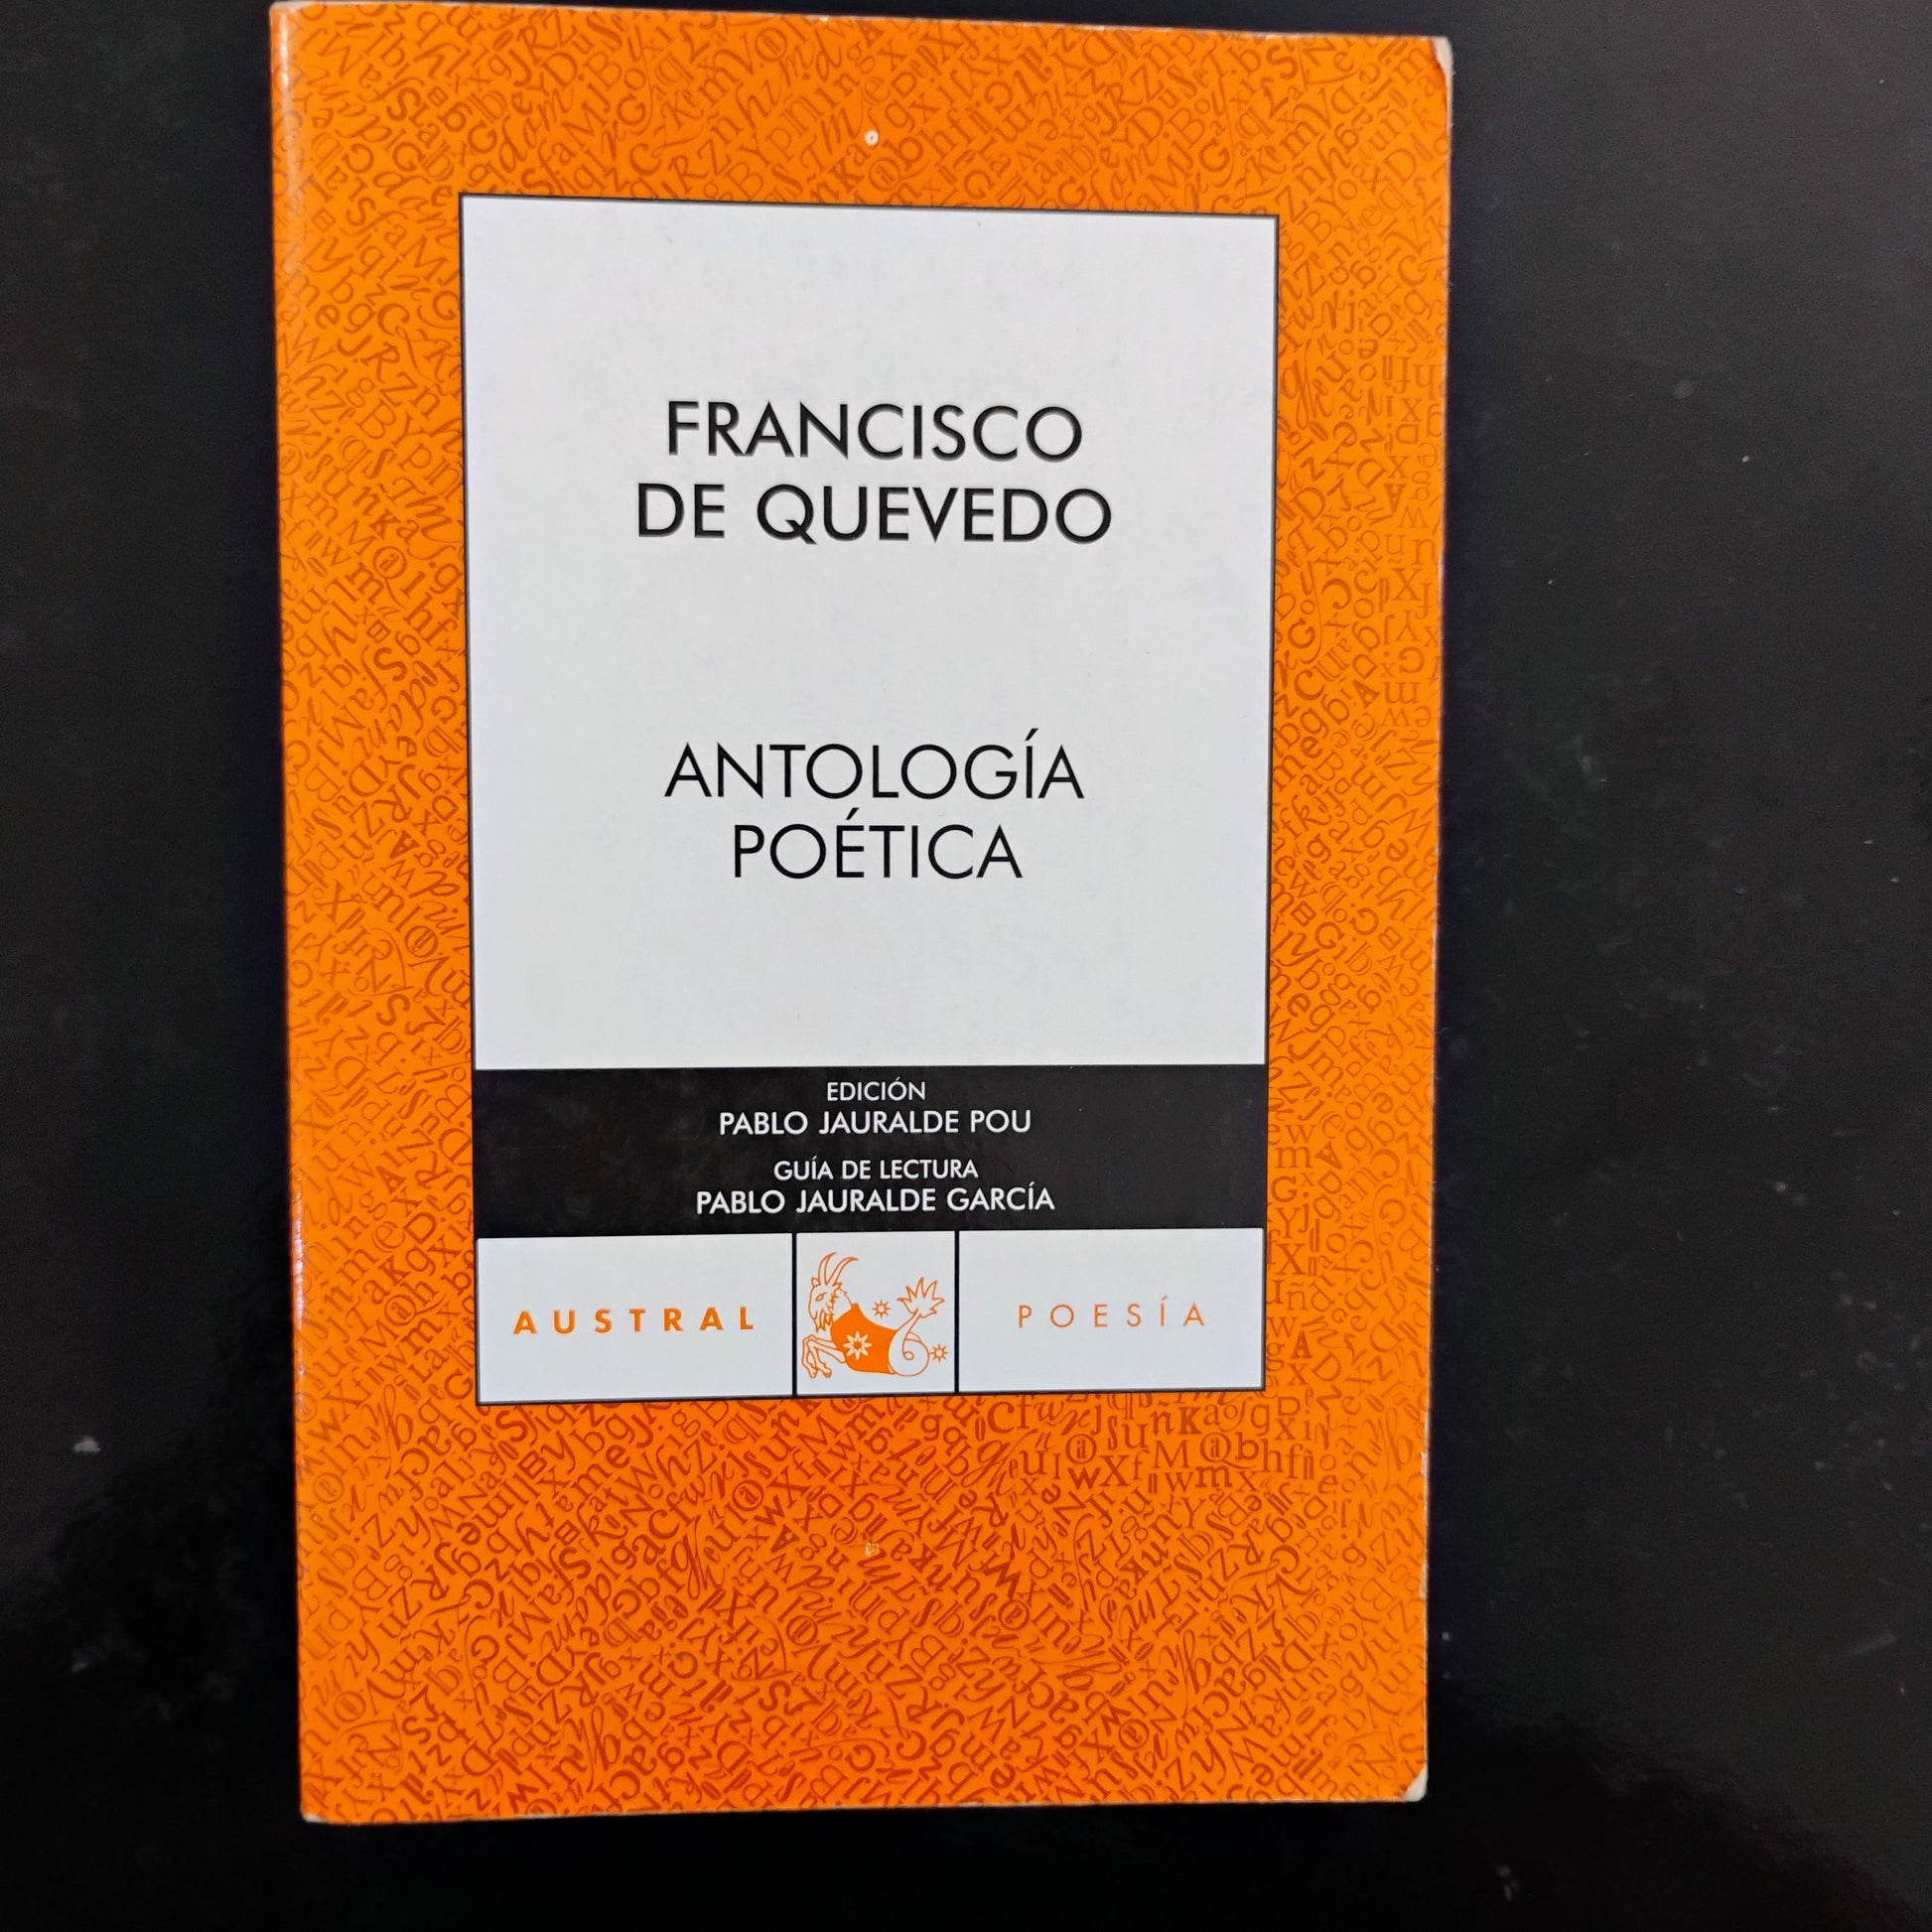 FRANCISCO
DE QUEVEDO
ANTOLOGÍA
POÉTICA
EDICIÓN
PABLO JAURALDE POU
GUÍA DE LECTURA
PABLO JAURALDE GARCÍA
AUSTRAL
POESÍA